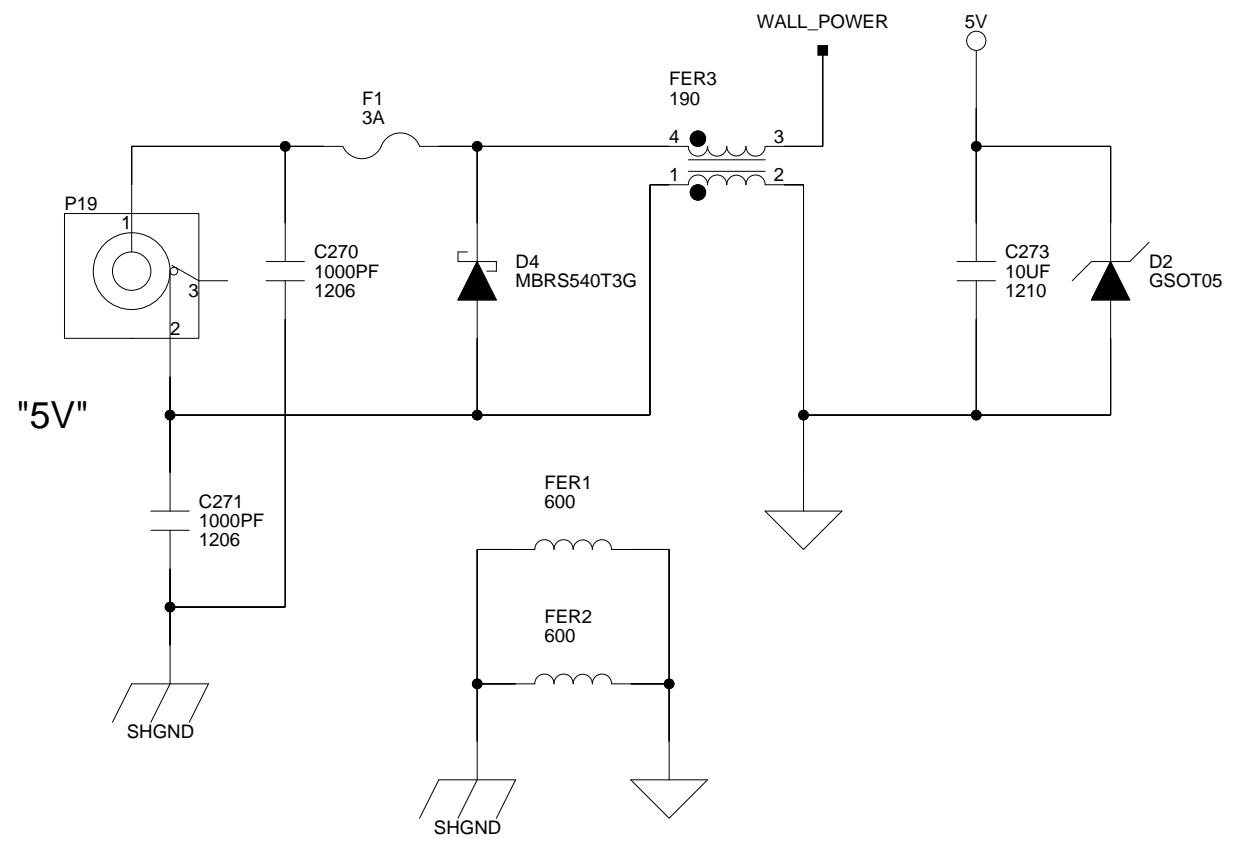 WALL_POWER
5V
FER3
190
F1
3A
4
3
1
2
P19
1
3
2
C270
1000PF
1206
D4
MBRS540T3G
C273
10UF
1210
D2
GSOT05
"5V"
C271
1000PF
1206
FER1
600
FER2
600
SHGND
SHGND